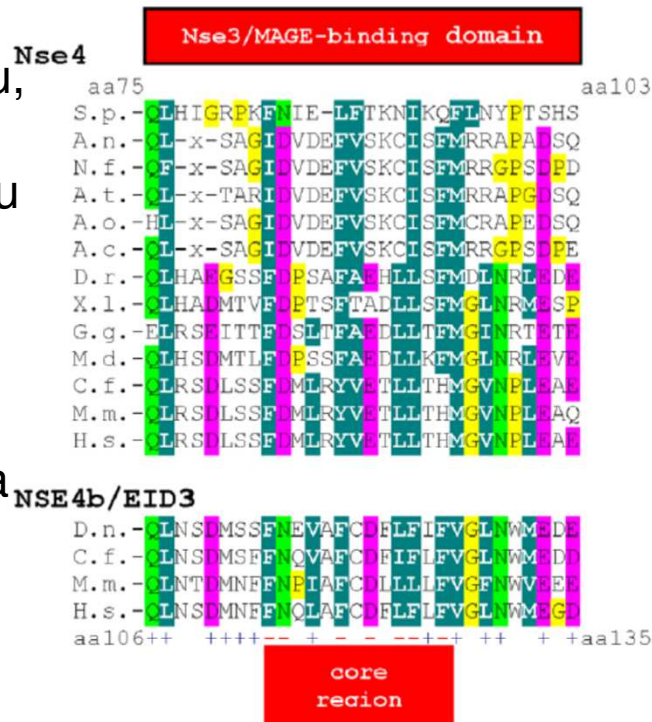 Nse3/MAGE-binding domain
Nse4
u,
aa75 aa103
S.p.-QLHIGRPKFNIE-LFTKNIKQFLNYPTSHS
A.n.-QL-x-SAGIDVDEFVSKCISFMRRAPADSQ
N.f.-QF-x-SAGIDVDEFVSKCISFMRRGPSDPD
u
A.t.-QL-x-TARIDVDEFVSKCISFMRRAPGDSQ
A.o.-HL-x-SAGIDVDEFVSKCISFMCRAPEDSQ
A.c.-QL-x-SAGIDVDEFVSKCISFMRRGPSDPE
D.r.-QLHAEGSSFDPSAFAEHLLSFMDLNRLEDE
X.l.-QLHADMTVFDPTSFTADLLSFMGLNRMESP
G.g.-ELRSEITTFDSLTFAEDLLTFMGINRTETE
M.d.-QLHSDMTLFDPSSFAEDLLKFMGLNRLEVE
C.f.-QLRSDLSSFDMLRYVETLLTHMGVNPLEAE
M.m.-QLRSDLSSFDMLRYVETLLTHMGVNPLEAQ
H.s.-QLRSDLSSFDMLRYVETLLTHMGVNPLEAE
a
NSE4b/EID3
D.n.-QLNSDMSSFNEVAFCDFLFIFVGLNWMEDE
C.f.-QLNSDMSFFNQVAFCDFIFLFVGLNWMEDD
M.m.-QLNTDMNFFNPIAFCDLLLLFVGFNWVEEE
H.s.-QLNSDMNFFNQLAFCDFLFLFVGLNWMEGD
aa106++ ++++-- + - - --+-+ ++ + +aa135
core
region